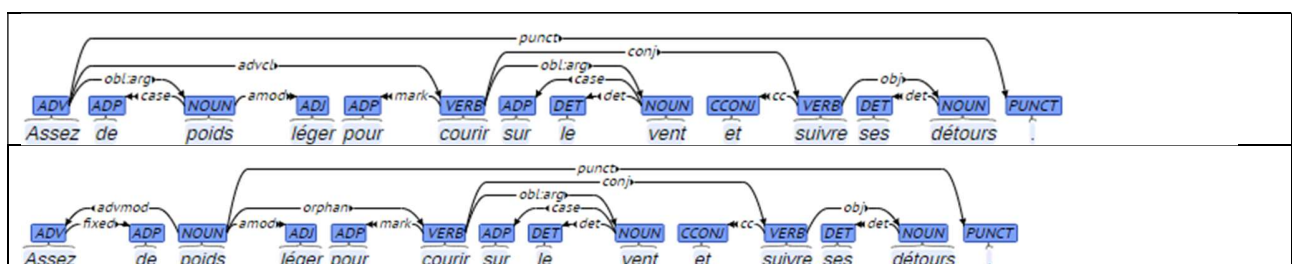 punct
conj
advcl obl:arg
obl:arg case obj
case amod mark det cc det
ADV ADP NOUN ADJ ADP VERB ADP DET NOUN CCONJ VERB DET NOUN PUNCT
Assez de poids léger pour courir sur le vent et suivre ses détours .
punct
conj
obl:arg
advmod orphan case obj
fixed amod mark det cc det
ADV ADP NOUN ADJ ADP VERB ADP DET NOUN CCONJ VERB DET NOUN PUNCT
Assez de poids léger pour courir sur le vent et suivre ses détours